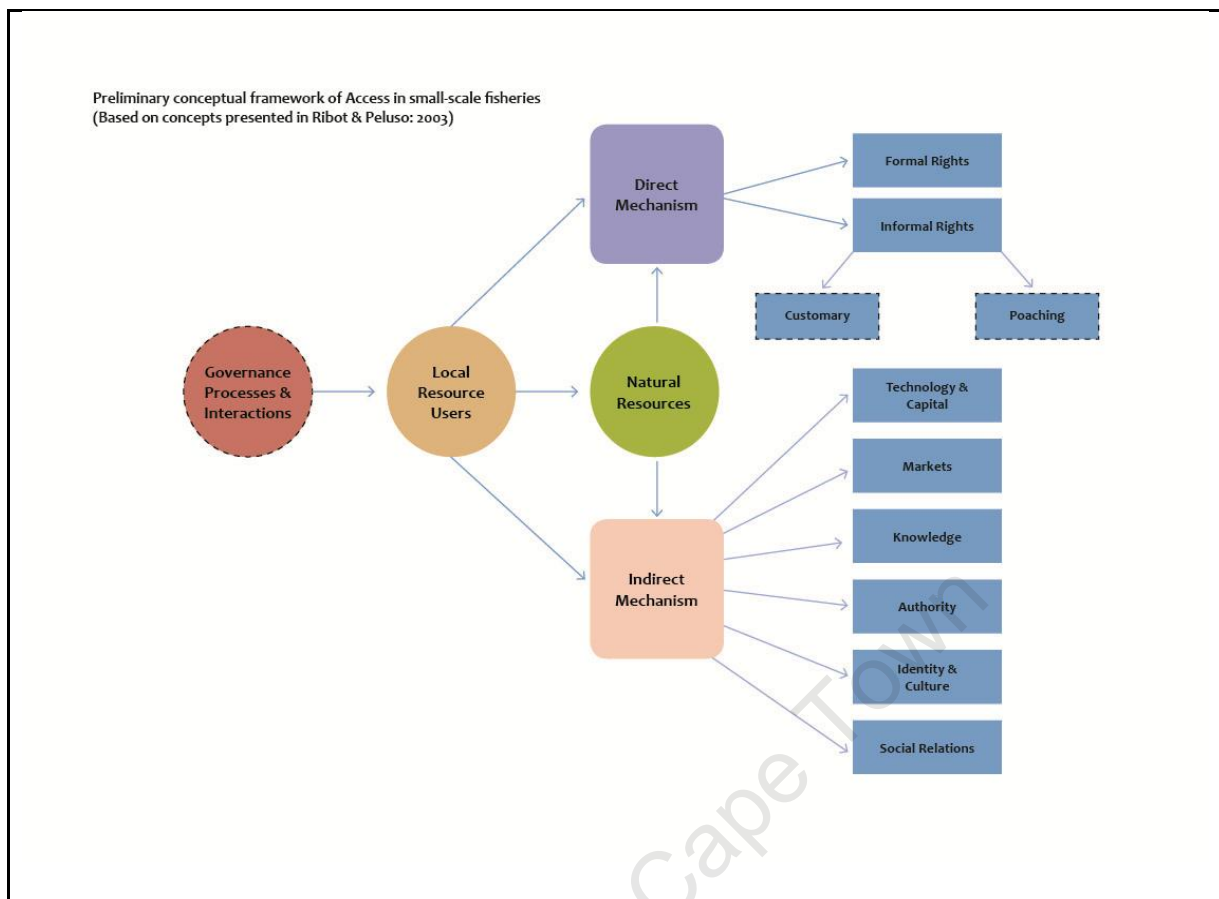 Preliminary conceptual framework of Access in small-scale fisheries
(Based on concepts presented in Ribot & Peluso: 2003)
Direct
Mechanism
Formal Rights
Informal Rights
Customary
Poaching
Governance
Processes &
Interactions
Local
Resource
Users
Natural
Resources
Technology &
Capital
Markets
Knowledge
Authority
Identity &
Culture
Social Relations
Indirect
Mechanism
Cape Town